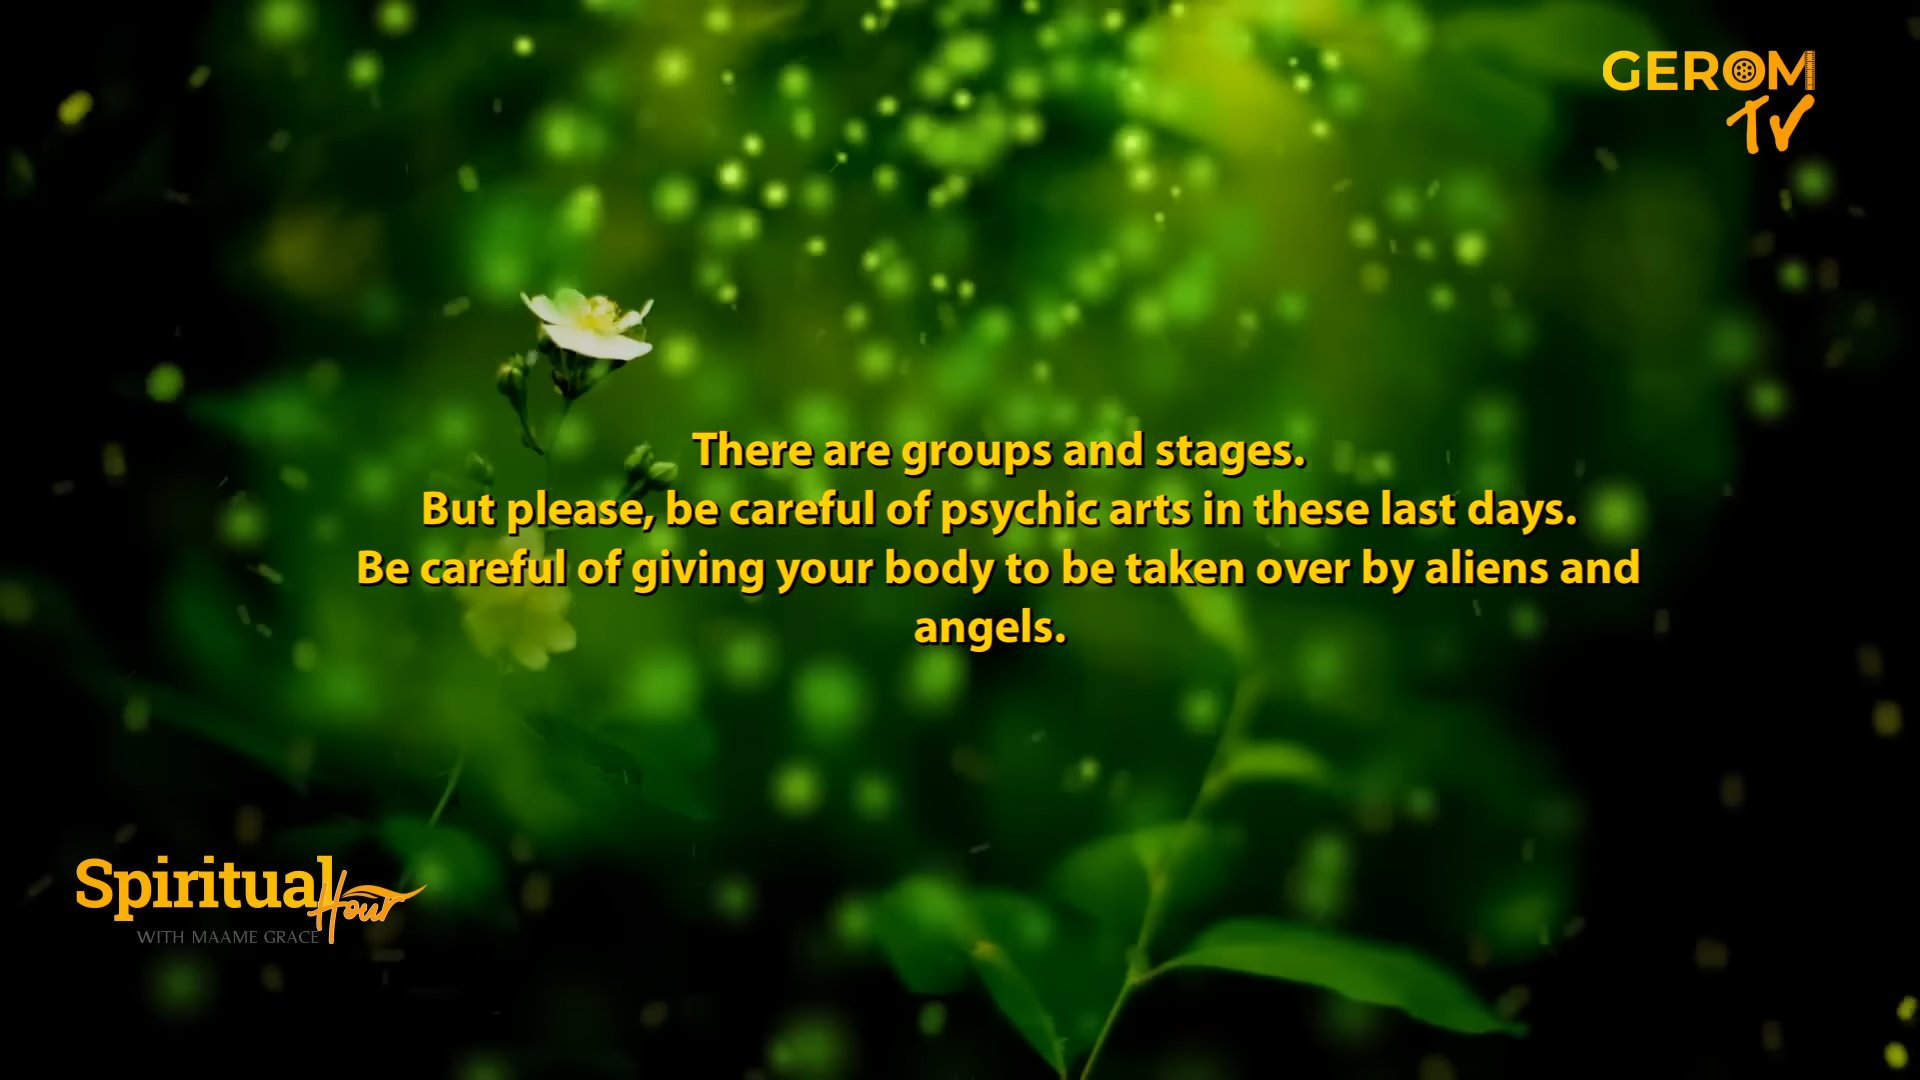 GEROM
TV
There are groups and stages.
But please, be careful of psychic arts in these last days.
Be careful of giving your body to be taken over by aliens and
angels.
Spiritual
Hour
WITH MAAME GRACE